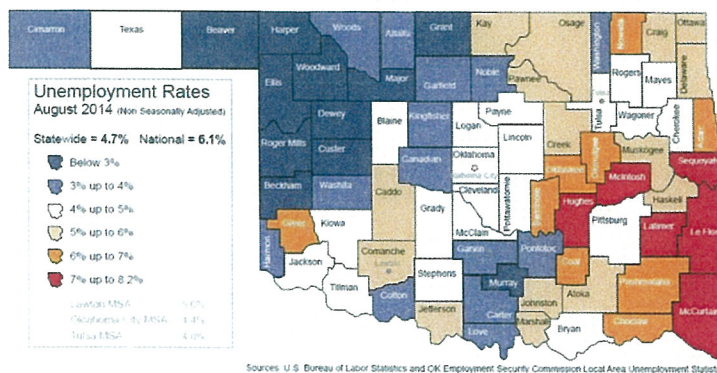 Cimarron
Texas
Beaver
Harper
Woods
Alfalfa
Grant
Kay
Osage
Washington
Nowata
Craig
Ottawa
Ellis
Woodward
Major
Garfield
Noble
Pawnee
Rogers
Mayes
Delaware
Dewey
Blaine
Kingfisher
Logan
Payne
Creek
Tulsa
Wagoner
Cherokee
Adair
Roger Mills
Custer
Canadian
Oklahoma
Oklahoma City
Lincoln
Okmulgee
Muskogee
Sequoyah
Beckham
Washita
Caddo
Grady
Cleveland
Pottawatomie
Okfuskee
McIntosh
Haskell
Greer
Kiowa
McClain
Hughes
Pittsburg
Latimer
Le Flore
Harmon
Jackson
Comanche
Lawton
Stephens
Garvin
Pontotoc
Coal
Pushmataha
Tillman
Cotton
Jefferson
Murray
Carter
Johnston
Atoka
McCurtain
Love
Marshall
Bryan
Choctaw
Unemployment Rates
August 2014 (Non Seasonally Adjusted)
Statewide = 4.7% National = 6.1%
Below 3%
3% up to 4%
4% up to 5%
5% up to 6%
6% up to 7%
7% up to 8.2%
Lawton MSA
Oklahoma City MSA 4.4%
Tulsa MSA
Sources U.S. Bureau of Labor Statistics and OK Employment Security Commission Local Area Unemployment Statist